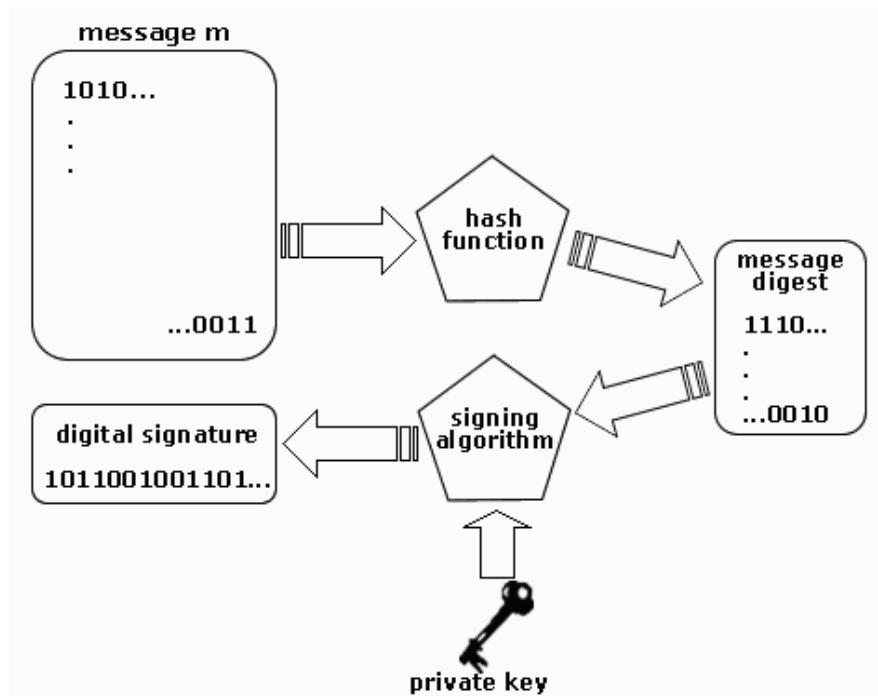 message m
1010...
.
.
.
...0011
hash
function
message
digest
1110...
.
.
.
...0010
signing
algorithm
digital signature
1011001001101...
private key